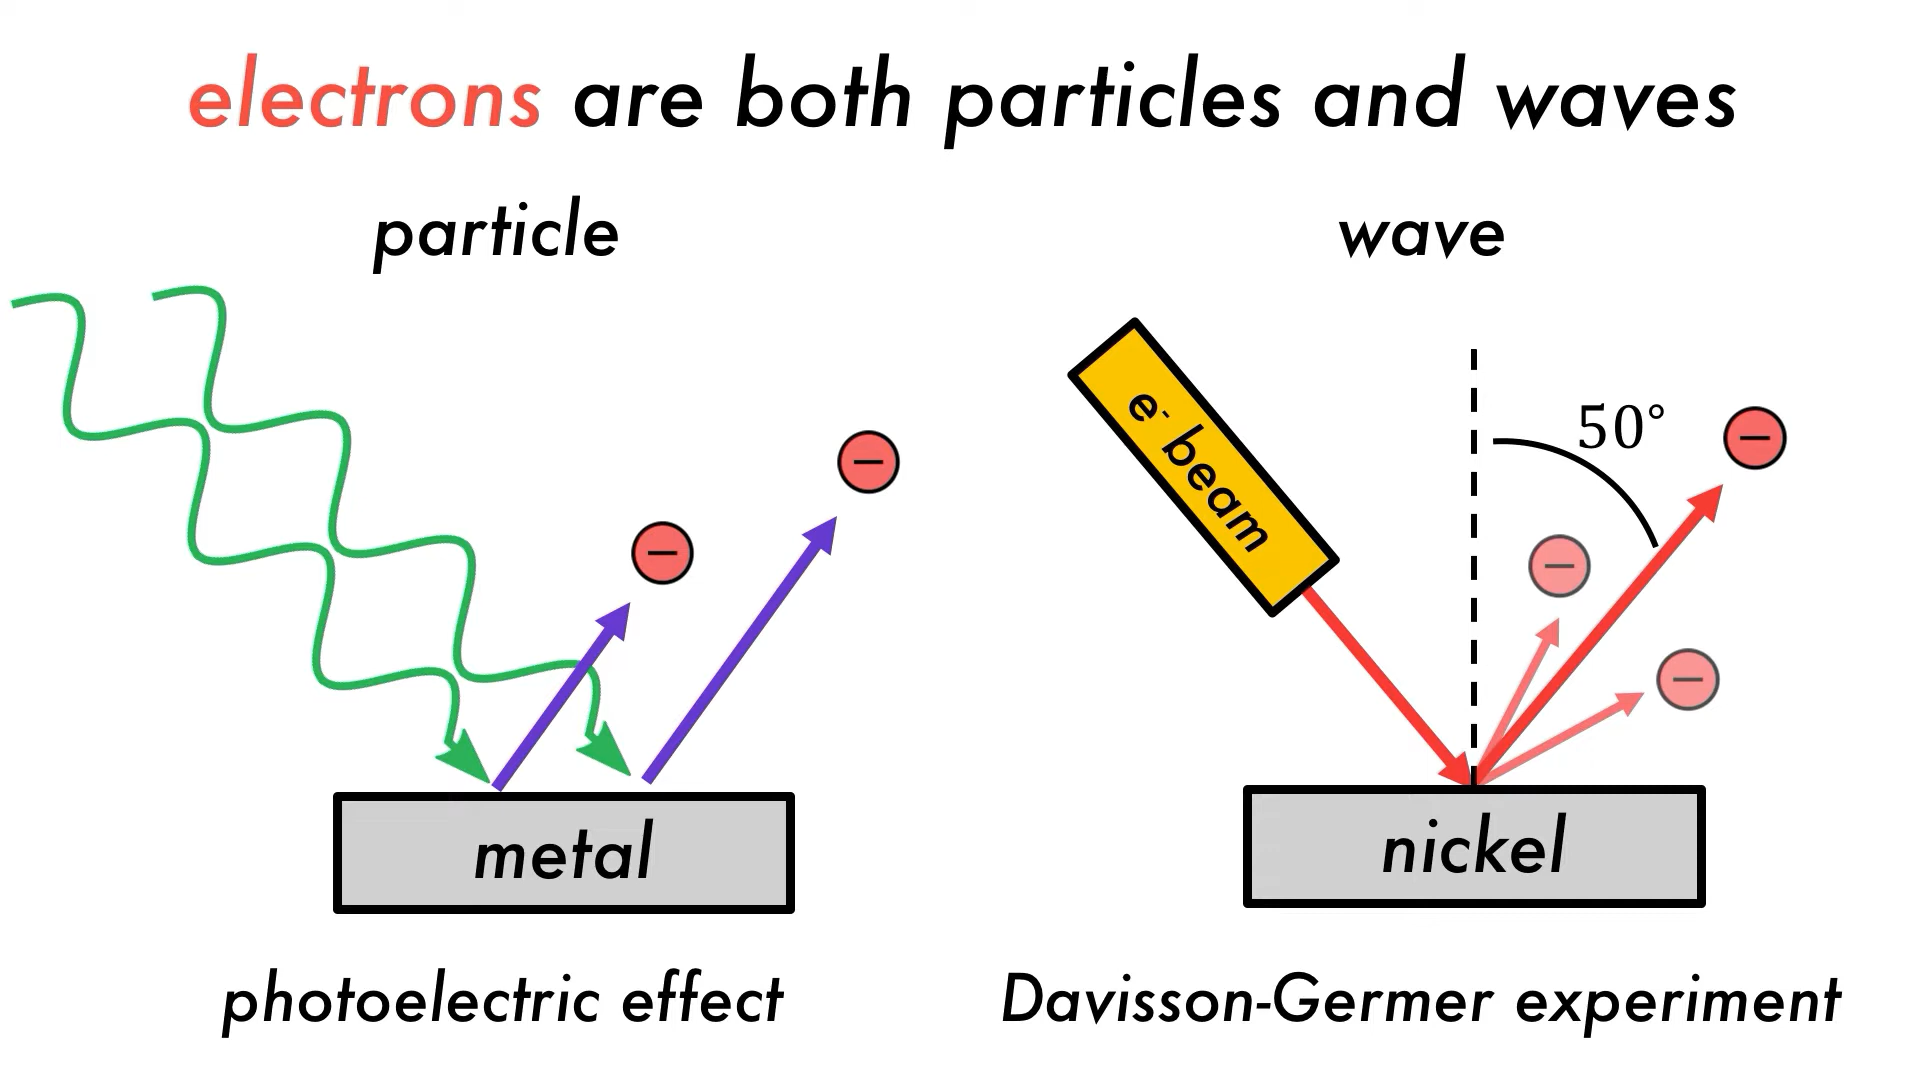 electrons are both particles and waves
particle
wave
e⁻ beam
50°
−
−
−
−
−
metal
nickel
photoelectric effect
Davisson-Germer experiment